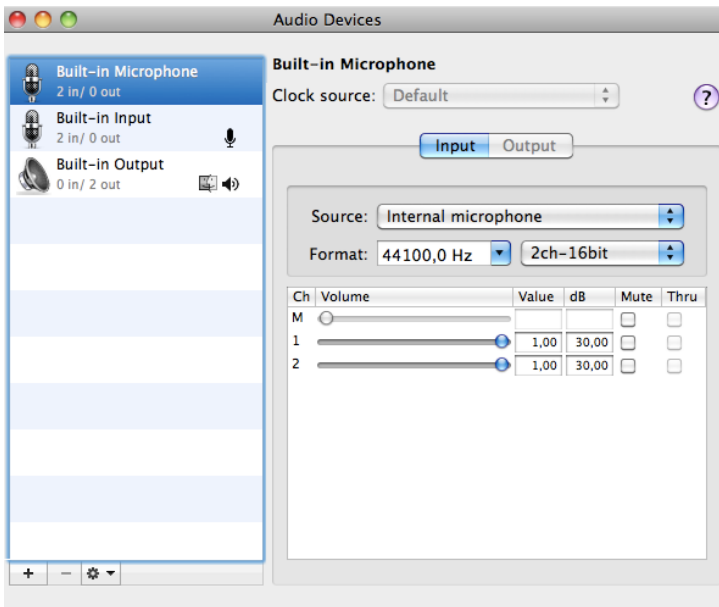 Audio Devices
Built-in Microphone
2 in/ 0 out
Built-in Input
2 in/ 0 out
Built-in Output
0 in/ 2 out
+ −
Built-in Microphone
Clock source: Default ?
Input Output
Source: Internal microphone
Format: 44100,0 Hz 2ch-16bit
Ch Volume Value dB Mute Thru
M
1 1,00 30,00
2 1,00 30,00